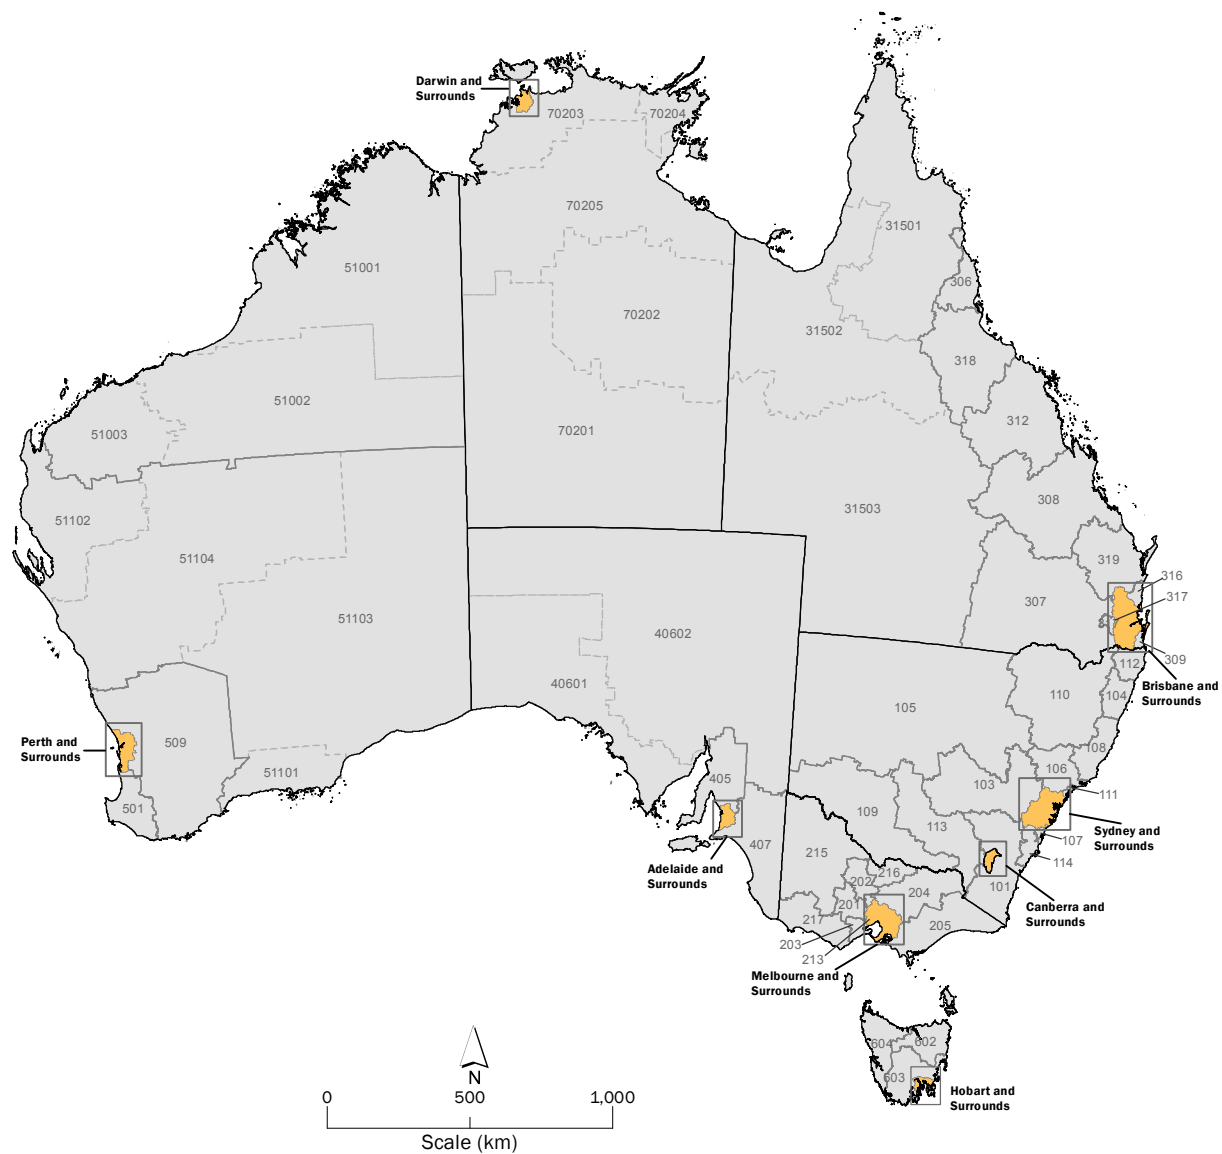 Darwin and
Surrounds
70203
70204
70205
31501
51001
306
70202
31502
318
51002
312
51003
70201
308
31503
51102
319
51104
316
317
307
51103
40602
309
112
Brisbane and
Surrounds
40601
110
104
105
Perth and
Surrounds
509
108
106
51101
405
103
111
501
109
113
Sydney and
Surrounds
107
407
215
114
Adelaide and
Surrounds
216
202
101
204
201
Canberra and
Surrounds
217
205
203
213
Melbourne and
Surrounds
604
602
603
Hobart and
Surrounds
N
0 500 1,000
Scale (km)